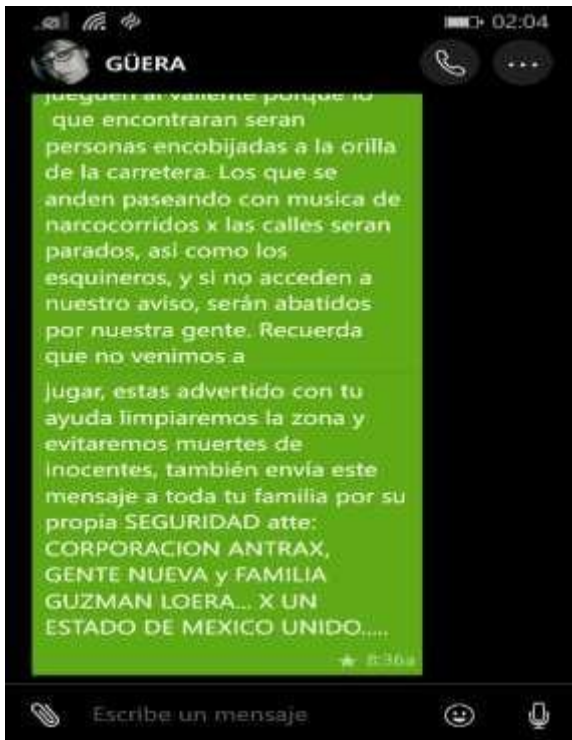 02:04
GÜERA
jueguen al valiente porque lo
que encontraran seran
personas encobijadas a la orilla
de la carretera. Los que se
anden paseando con musica de
narcocorridos x las calles seran
parados, asi como los
esquineros, y si no acceden a
nuestro aviso, serán abatidos
por nuestra gente. Recuerda
que no venimos a
jugar, estas advertido con tu
ayuda limpiaremos la zona y
evitaremos muertes de
inocentes, también envía este
mensaje a toda tu familia por su
propia SEGURIDAD atte:
CORPORACION ANTRAX,
GENTE NUEVA y FAMILIA
GUZMAN LOERA... X UN
ESTADO DE MEXICO UNIDO.....
8:36a
Escribe un mensaje